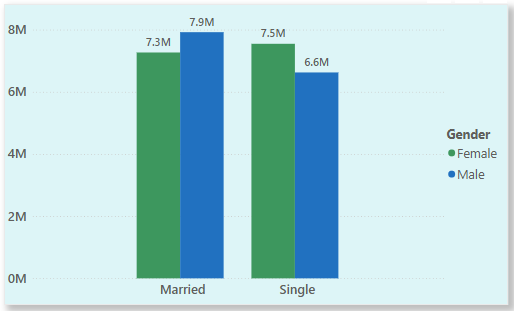 8M
7.9M
7.3M
7.5M
6.6M
6M
Gender
Female
4M
Male
2M
0M
Married
Single